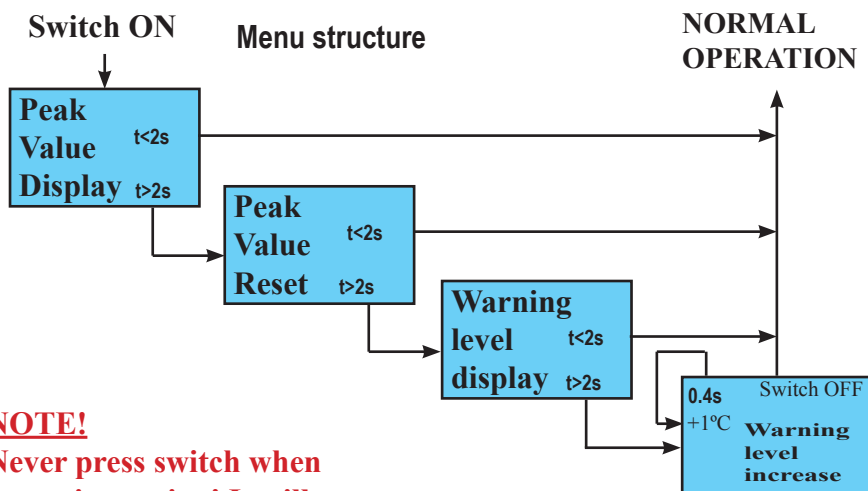 Switch ON
Menu structure
NORMAL
OPERATION
Peak
Value t<2s
Display t>2s
Peak
Value t<2s
Reset t>2s
Warning
level t<2s
display t>2s
0.4s Switch OFF
+1ºC Warning
level
increase
NOTE!
Never press switch when